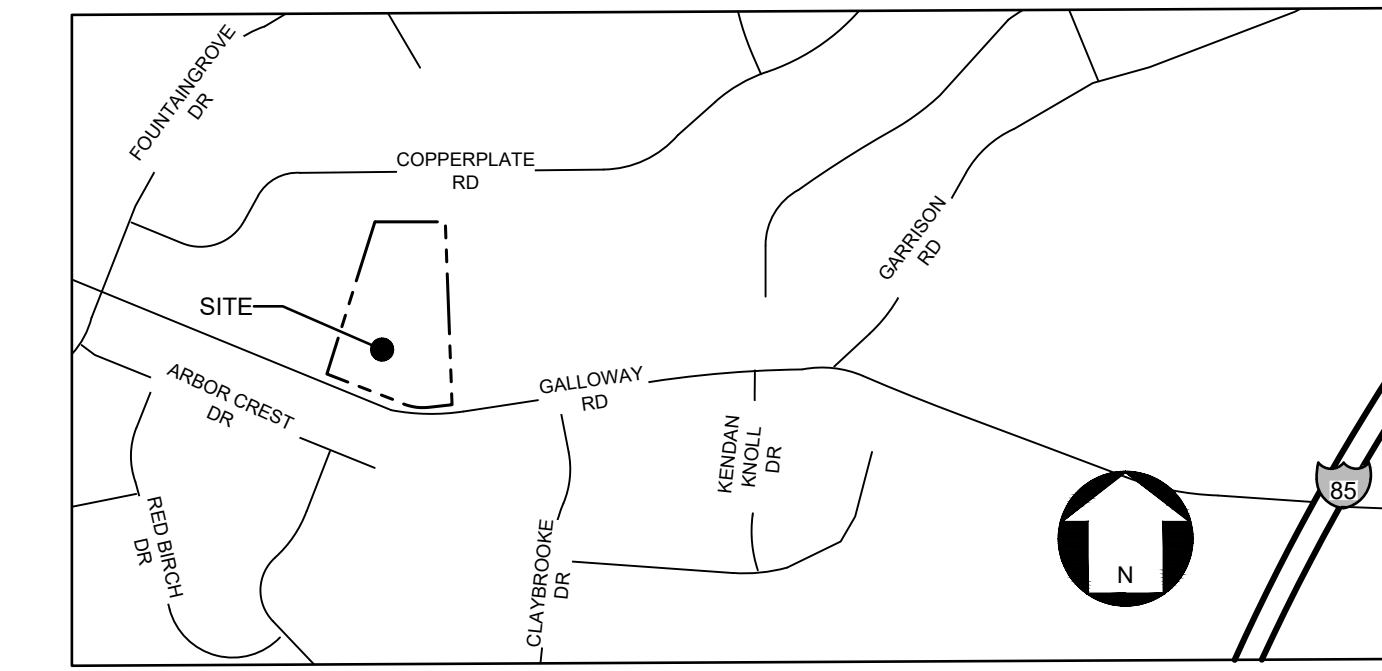 FOUNTAINGROVE
DR
COPPERPLATE
RD
GARRISON
RD
SITE
ARBOR CREST
DR
GALLOWAY
RD
KENDAN
KNOLL
DR
85
RED BIRCH
DR
CLAYBROOKE
DR
N